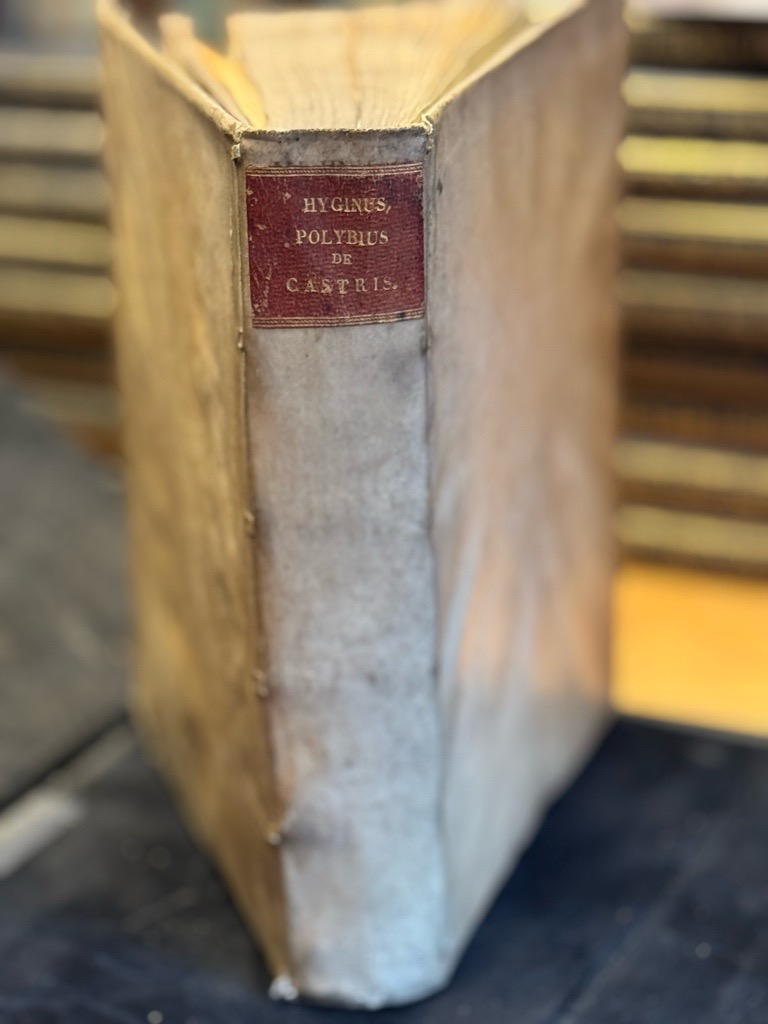 HYGINUS,
POLYBIUS
DE
CASTRIS.